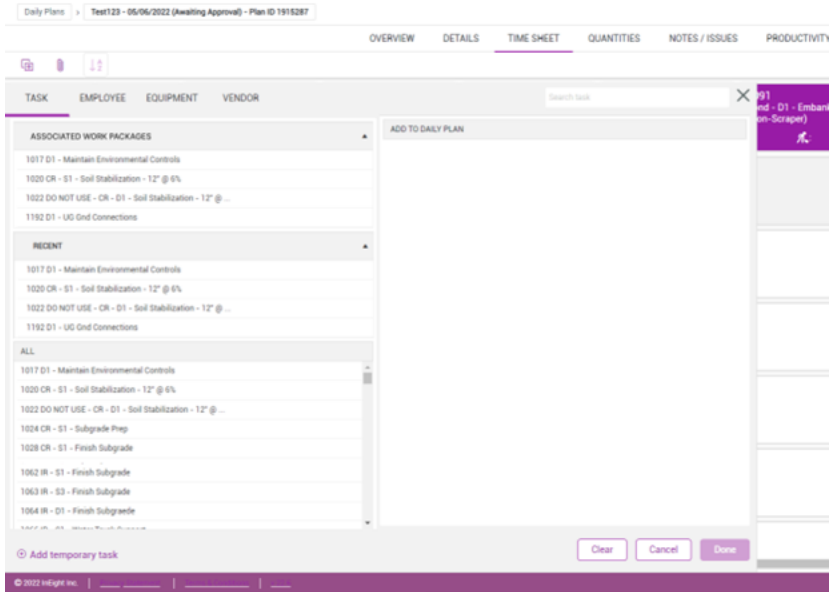 Daily Plans > Test123 - 05/06/2022 (Awaiting Approval) - Plan ID 1915287
OVERVIEW DETAILS TIME SHEET QUANTITIES NOTES / ISSUES PRODUCTIVITY
TASK EMPLOYEE EQUIPMENT VENDOR
Search task
ASSOCIATED WORK PACKAGES
1017 D1 - Maintain Environmental Controls
1020 CR - S1 - Soil Stabilization - 12" @ 6%
1022 DO NOT USE - CR - D1 - Soil Stabilization - 12" @ ...
1192 D1 - UG Gnd Connections
RECENT
1017 D1 - Maintain Environmental Controls
1020 CR - S1 - Soil Stabilization - 12" @ 6%
1022 DO NOT USE - CR - D1 - Soil Stabilization - 12" @ ...
1192 D1 - UG Gnd Connections
ALL
1017 D1 - Maintain Environmental Controls
1020 CR - S1 - Soil Stabilization - 12" @ 6%
1022 DO NOT USE - CR - D1 - Soil Stabilization - 12" @ ...
1024 CR - S1 - Subgrade Prep
1028 CR - S1 - Finish Subgrade
1062 IR - S1 - Finish Subgrade
1063 IR - S3 - Finish Subgrade
1064 IR - D1 - Finish Subgraede
ADD TO DAILY PLAN
991
nd - D1 - Embank
on-Scraper)
Add temporary task
Clear Cancel Done
© 2022 InEight Inc.